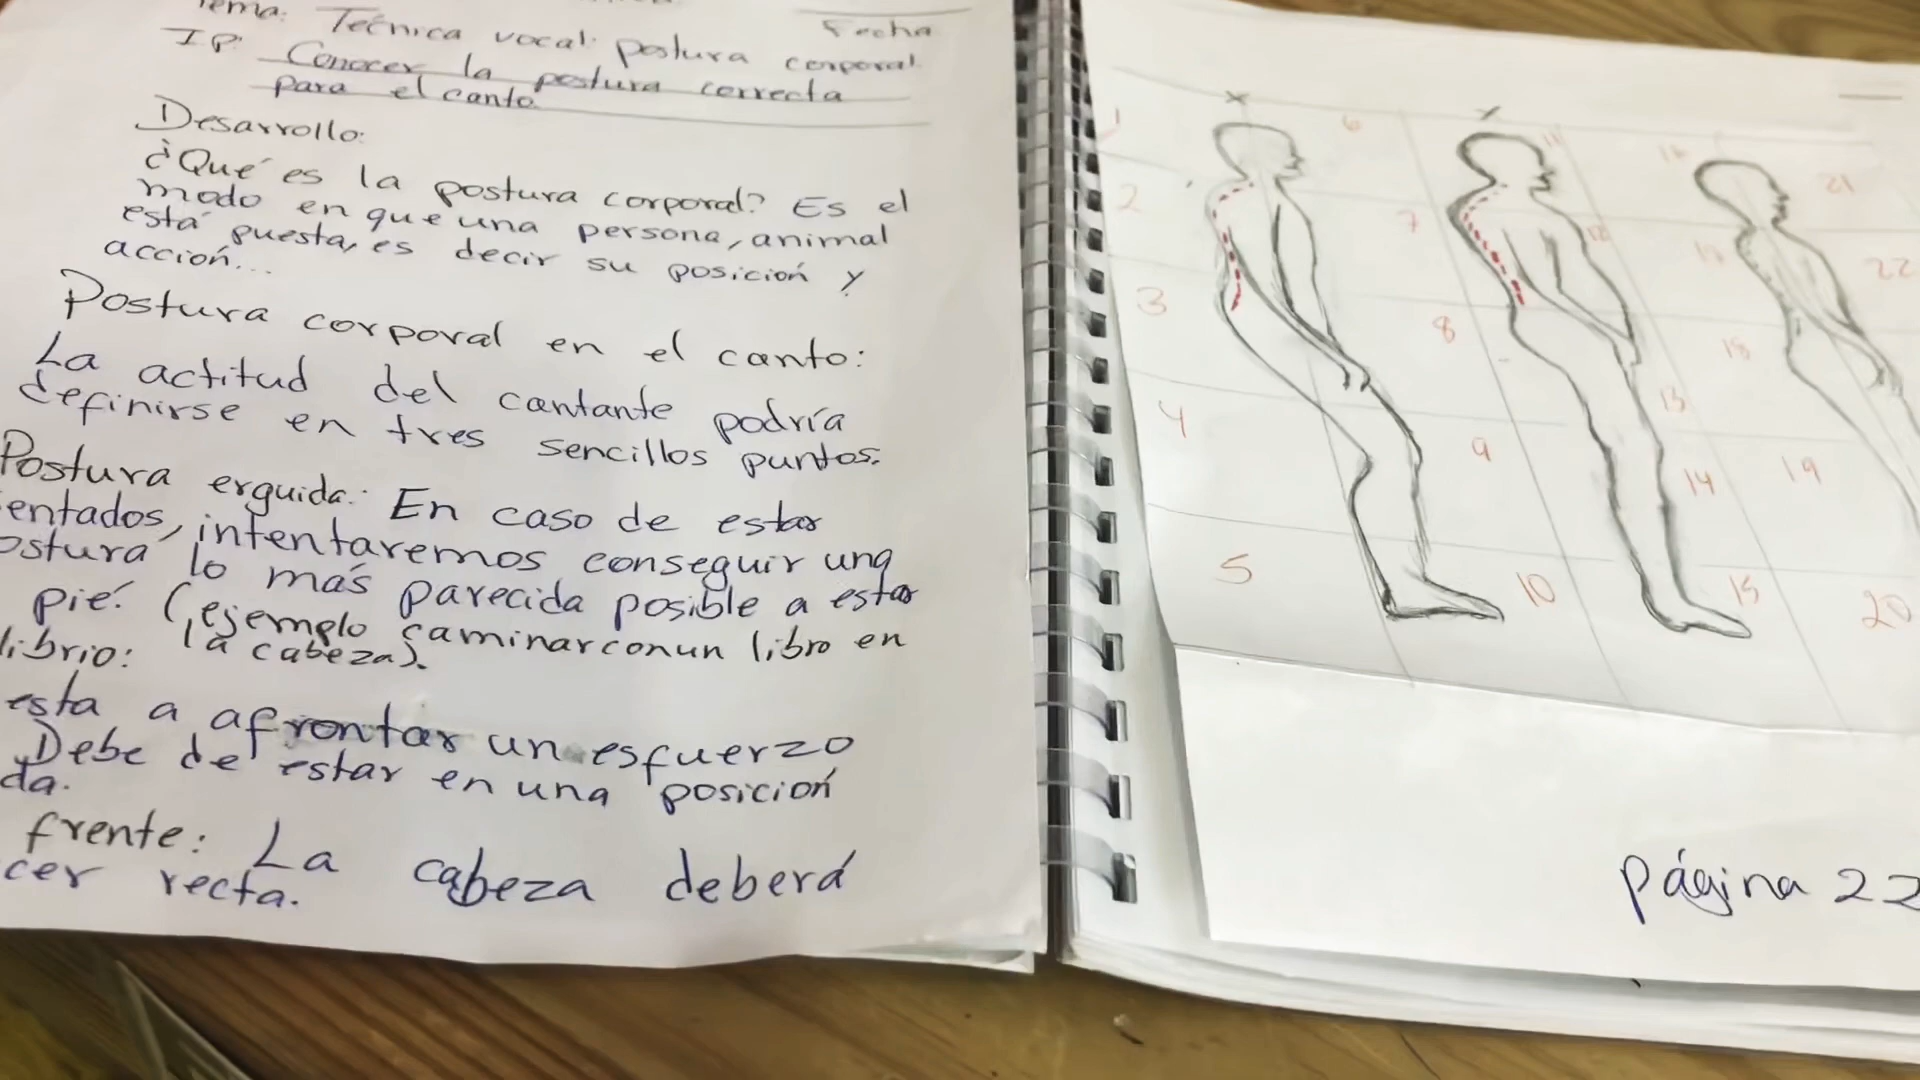 Tema: Técnica vocal: postura corporal
Fecha
IP Conocer la postura correcta
para el canto
Desarrollo:
¿Qué es la postura corporal? Es el
modo en que una persona, animal
está puesta, es decir su posición y
acción...
Postura corporal en el canto:
La actitud del cantante podría
definirse en tres sencillos puntos.
Postura erguida: En caso de estar
entados, intentaremos conseguir una
ostura lo más parecida posible a estar
pié. (ejemplo caminar con un libro en
librio: la cabeza).
esta a afrontar un esfuerzo
Debe de estar en una posición
da.
frente: La cabeza deberá
cer recta.
1 6 11 16 21
2 7 12 17 22
3 8 13 18
4 9 14 19
5 10 15 20
página 22